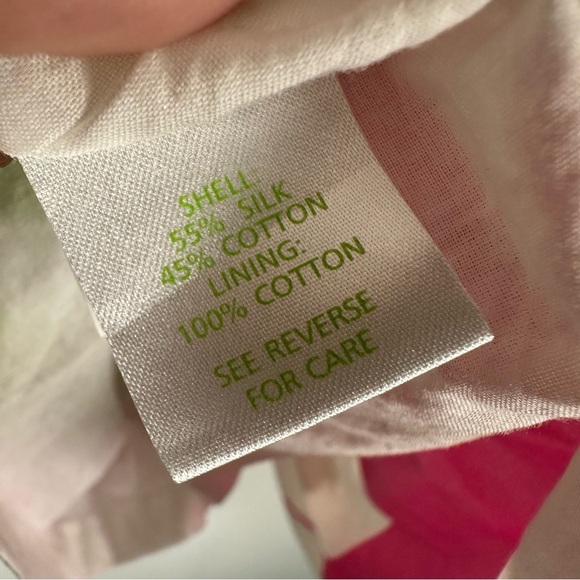 SHELL:
55% SILK
45% COTTON
LINING:
100% COTTON
SEE REVERSE
FOR CARE